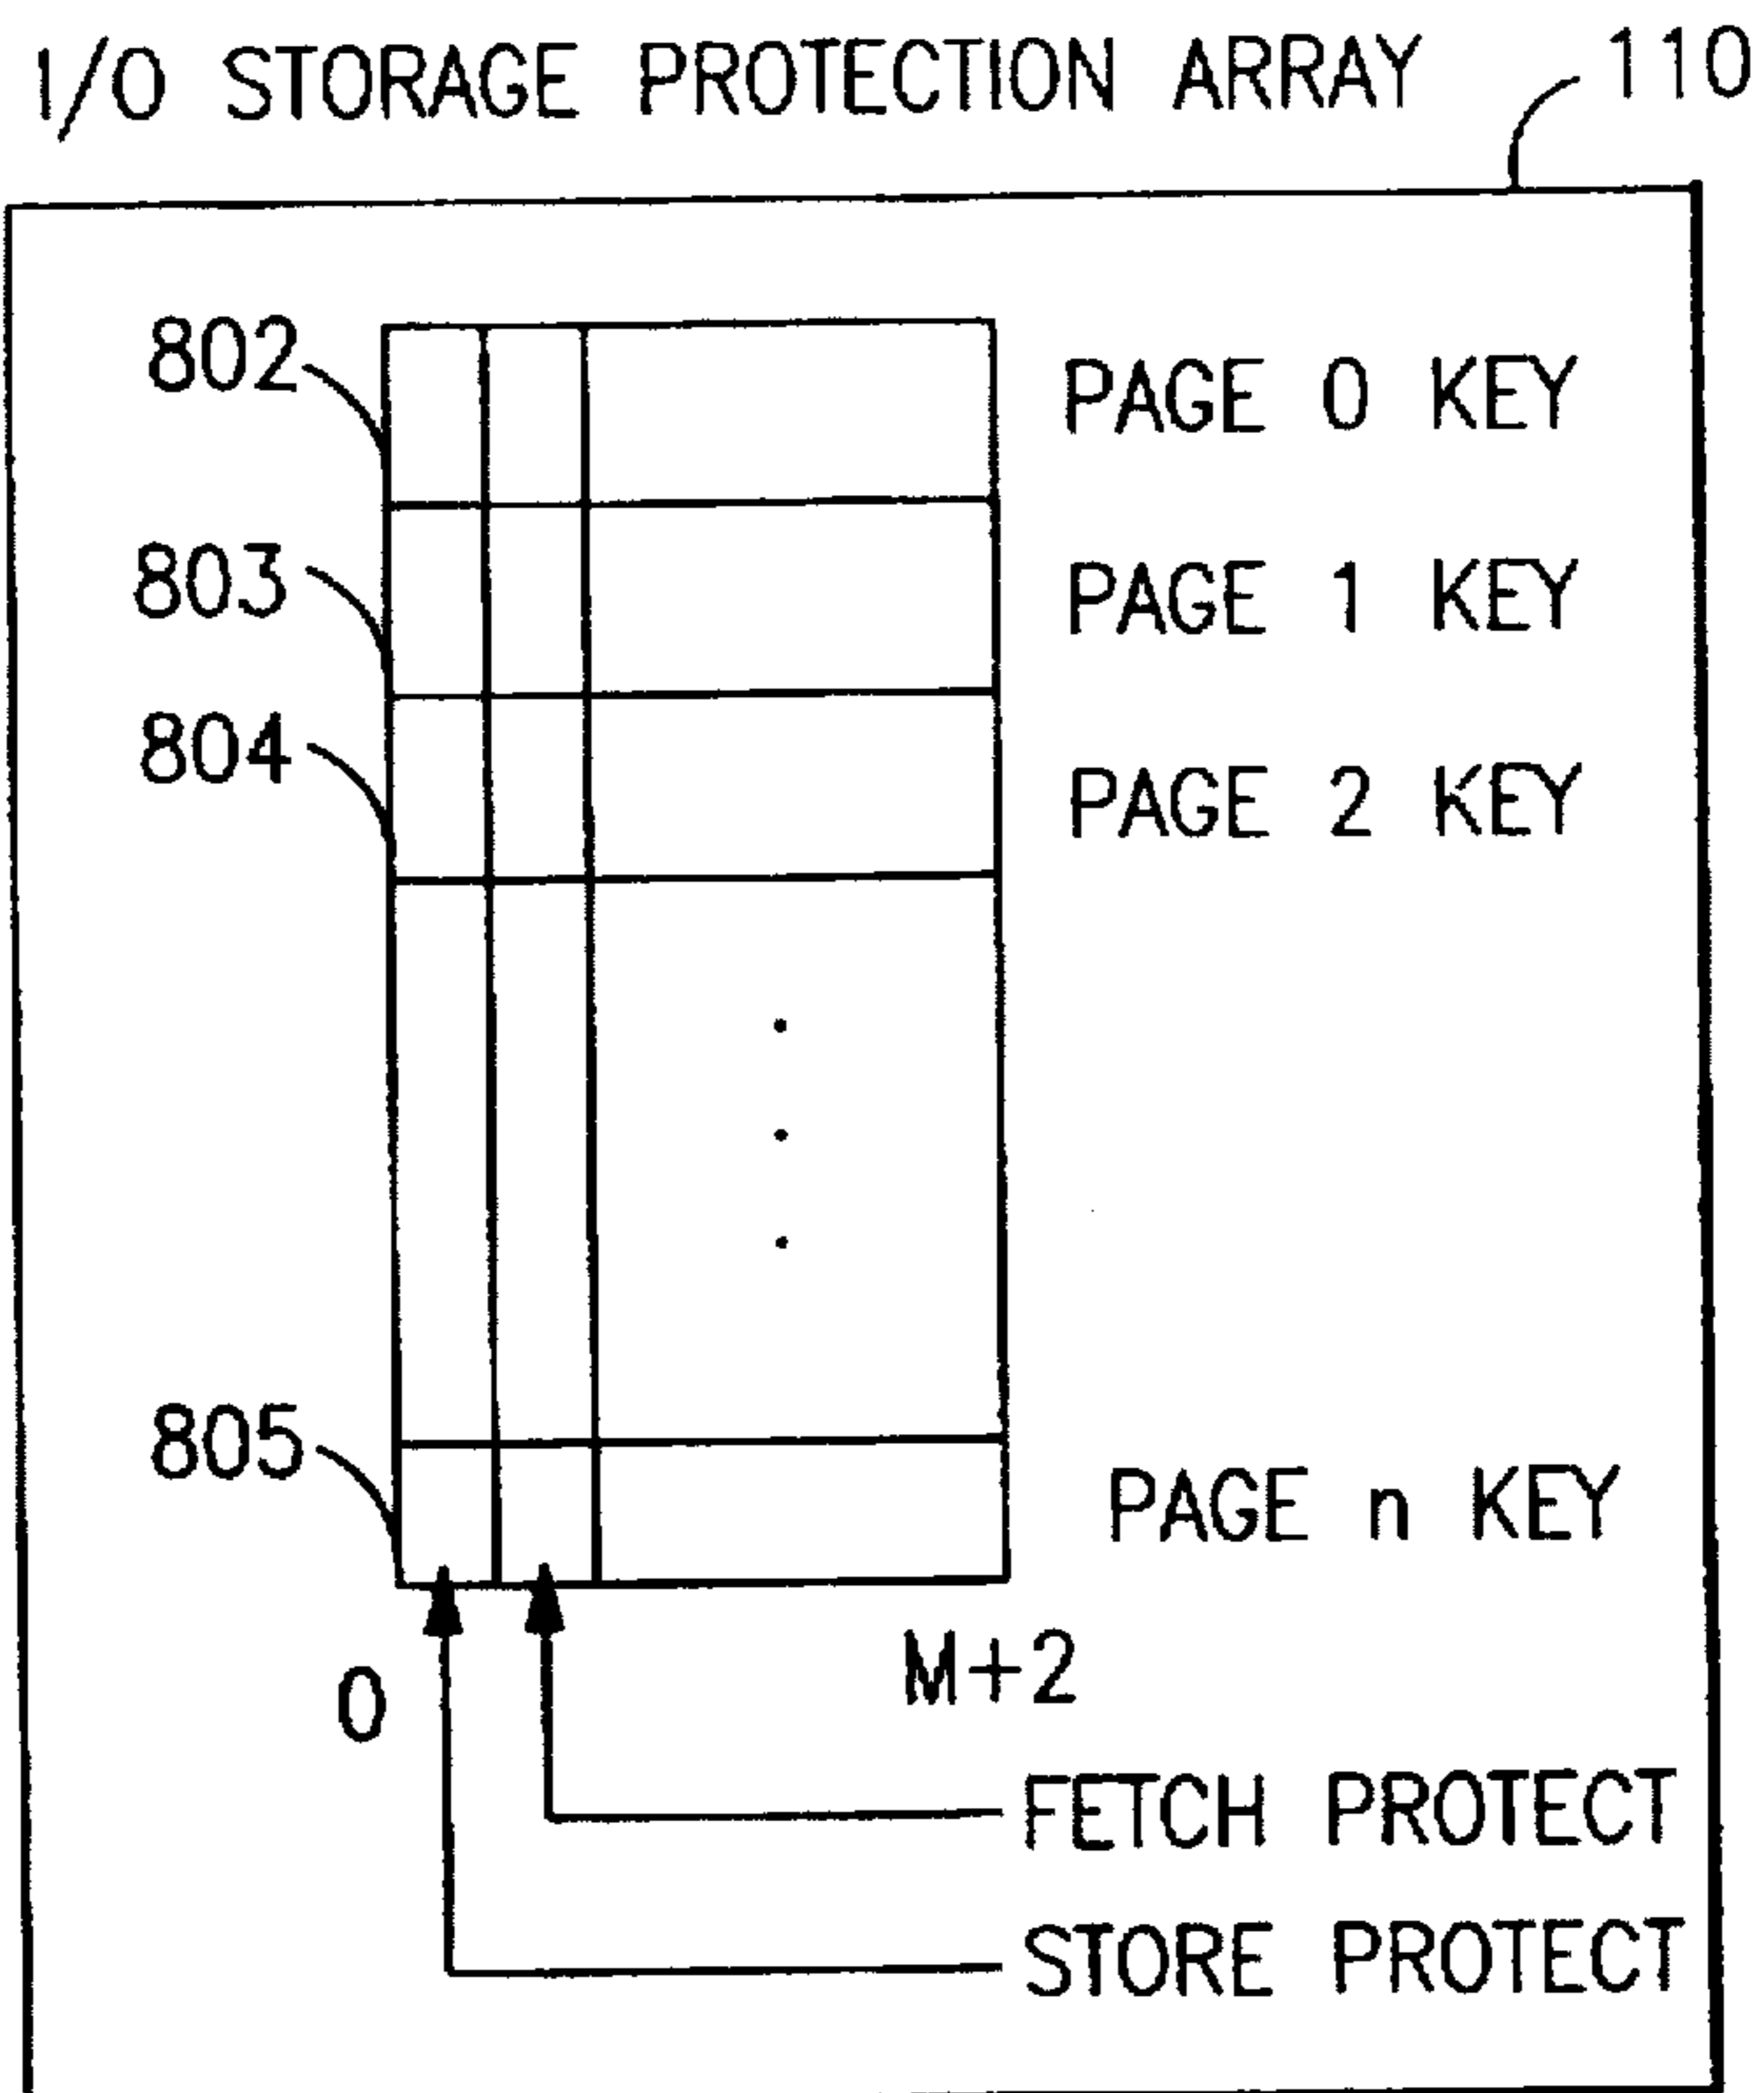 I/O STORAGE PROTECTION ARRAY 110
802 PAGE 0 KEY
803 PAGE 1 KEY
804 PAGE 2 KEY
805 PAGE n KEY
0 M+2
FETCH PROTECT
STORE PROTECT